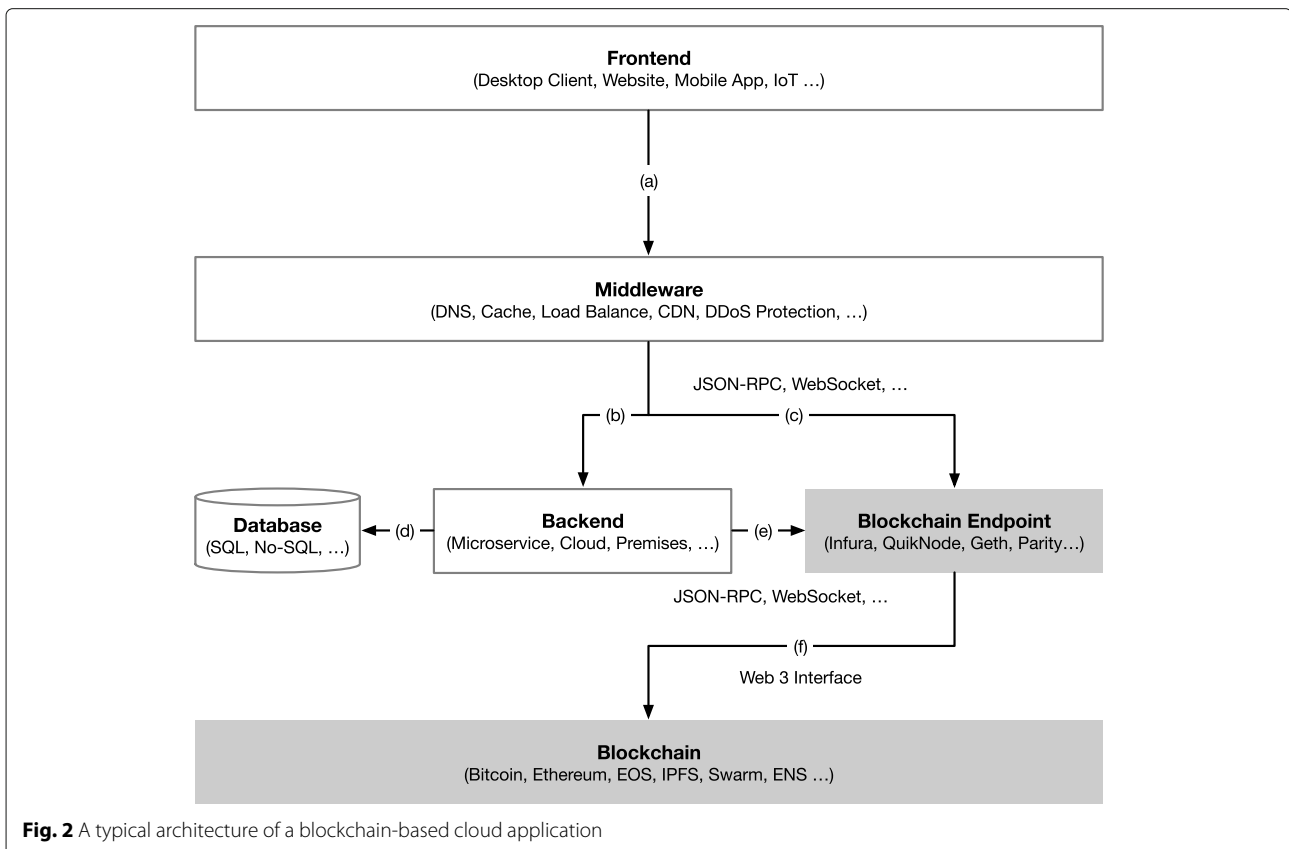 Frontend
(Desktop Client, Website, Mobile App, IoT ...)
(a)
Middleware
(DNS, Cache, Load Balance, CDN, DDoS Protection, ...)
JSON-RPC, WebSocket, ...
(b)
(c)
Database
(SQL, No-SQL, ...)
(d)
Backend
(Microservice, Cloud, Premises, ...)
(e)
Blockchain Endpoint
(Infura, QuikNode, Geth, Parity...)
JSON-RPC, WebSocket, ...
(f)
Web 3 Interface
Blockchain
(Bitcoin, Ethereum, EOS, IPFS, Swarm, ENS ...)
Fig. 2 A typical architecture of a blockchain-based cloud application